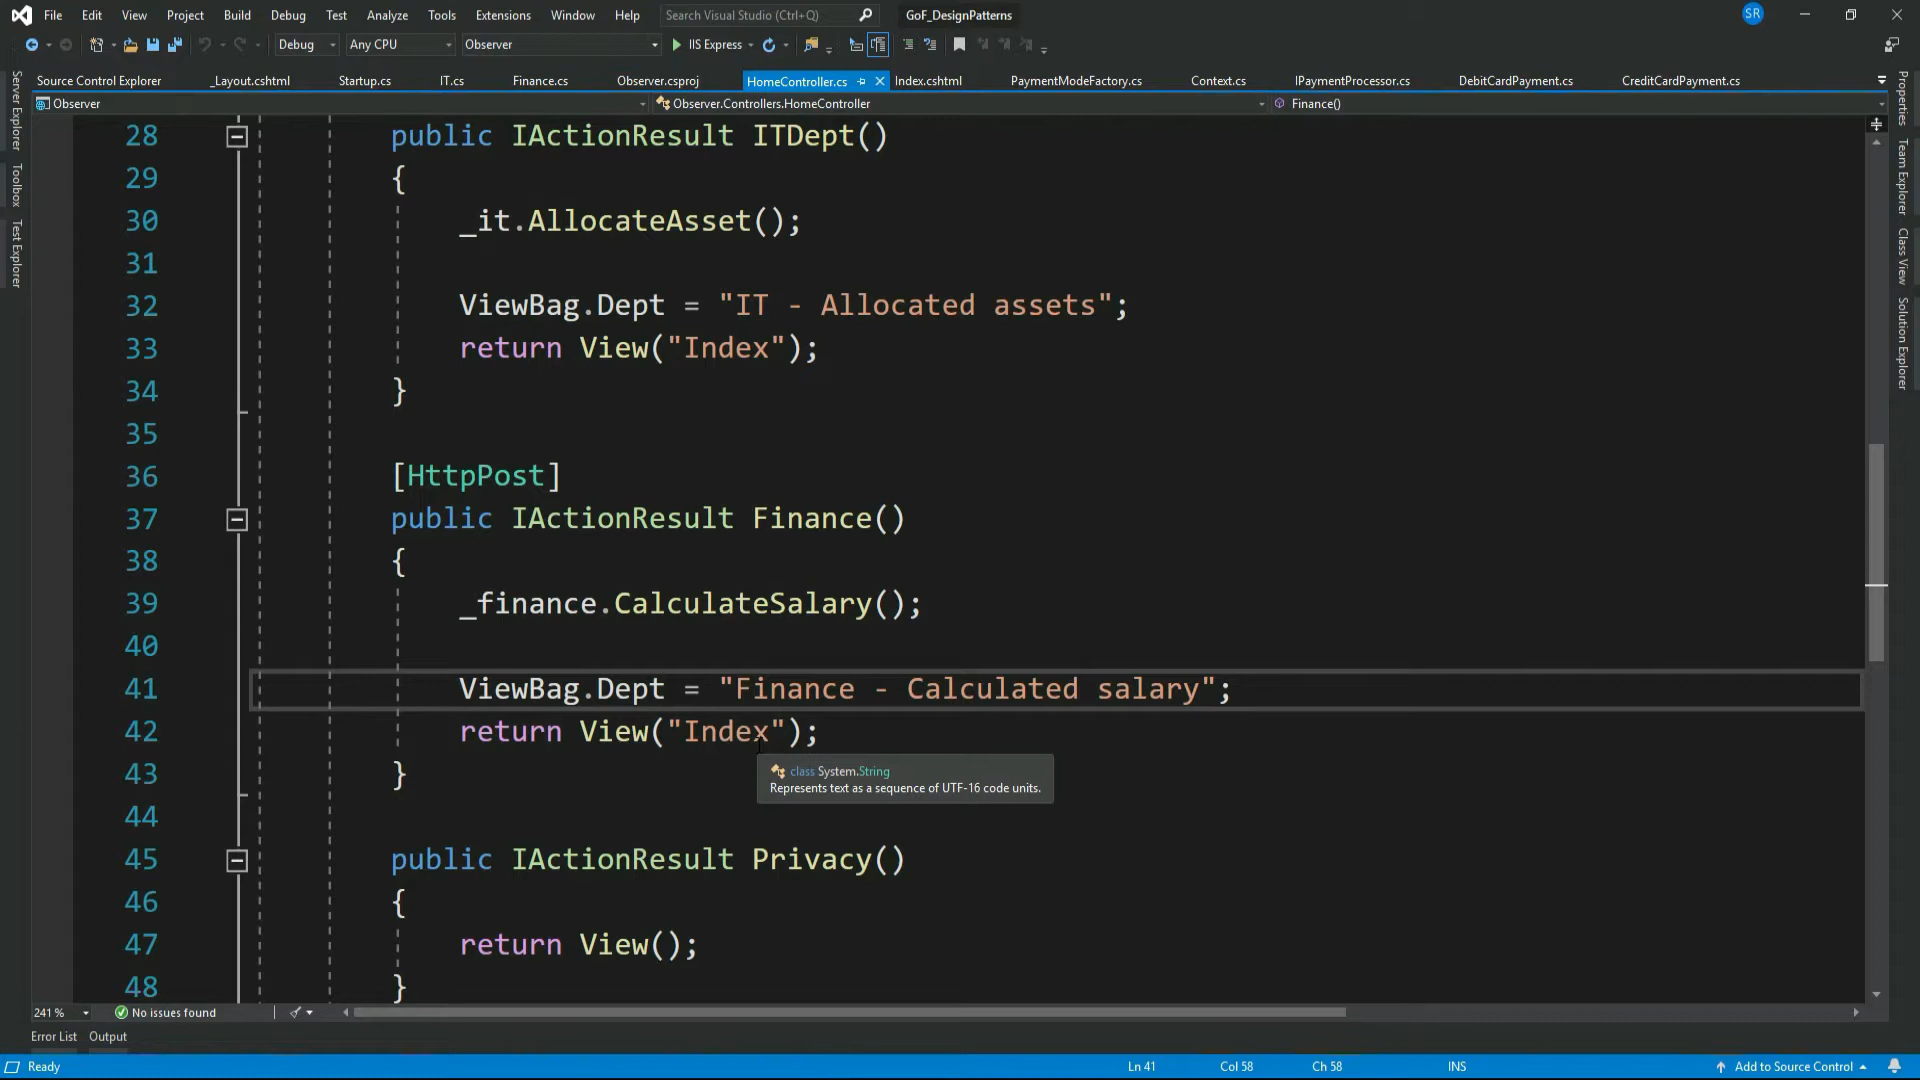 File Edit View Project Build Debug Test Analyze Tools Extensions Window Help Search Visual Studio (Ctrl+Q) GoF_DesignPatterns SR
Debug Any CPU Observer IIS Express
Source Control Explorer _Layout.cshtml Startup.cs IT.cs Finance.cs Observer.csproj HomeController.cs Index.cshtml PaymentModeFactory.cs Context.cs IPaymentProcessor.cs DebitCardPayment.cs CreditCardPayment.cs
Observer Observer.Controllers.HomeController Finance()
Server Explorer
Toolbox
Test Explorer
28 public IActionResult ITDept()
29 {
30 _it.AllocateAsset();
31
32 ViewBag.Dept = "IT - Allocated assets";
33 return View("Index");
34 }
35
36 [HttpPost]
37 public IActionResult Finance()
38 {
39 _finance.CalculateSalary();
40
41 ViewBag.Dept = "Finance - Calculated salary";
42 return View("Index");
class System.String
Represents text as a sequence of UTF-16 code units.
43 }
44
45 public IActionResult Privacy()
46 {
47 return View();
48 }
Properties
Team Explorer
Class View
Solution Explorer
241 % No issues found
Error List Output
Ready Ln 41 Col 58 Ch 58 INS Add to Source Control